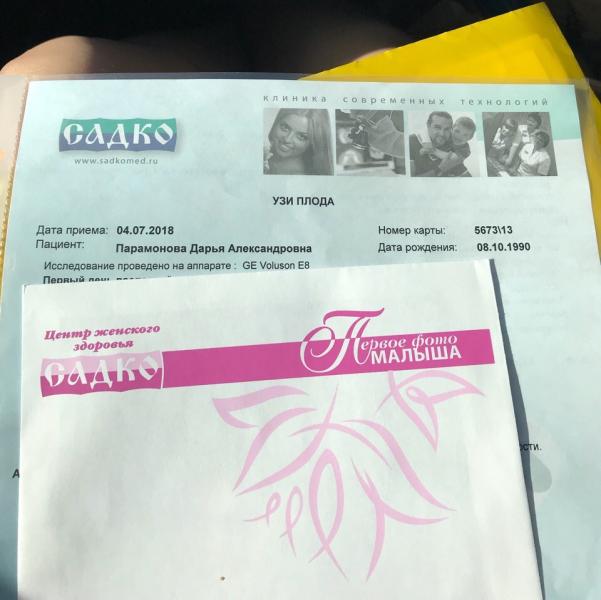 клиника современных технологий
САДКО
www.sadkomed.ru
УЗИ ПЛОДА
Дата приема: 04.07.2018 Номер карты: 5673\13
Пациент: Парамонова Дарья Александровна Дата рождения: 08.10.1990
Исследование проведено на аппарате : GE Voluson E8
Первый день
Центр женского
здоровья
САДКО
Первое фото
МАЛЫША